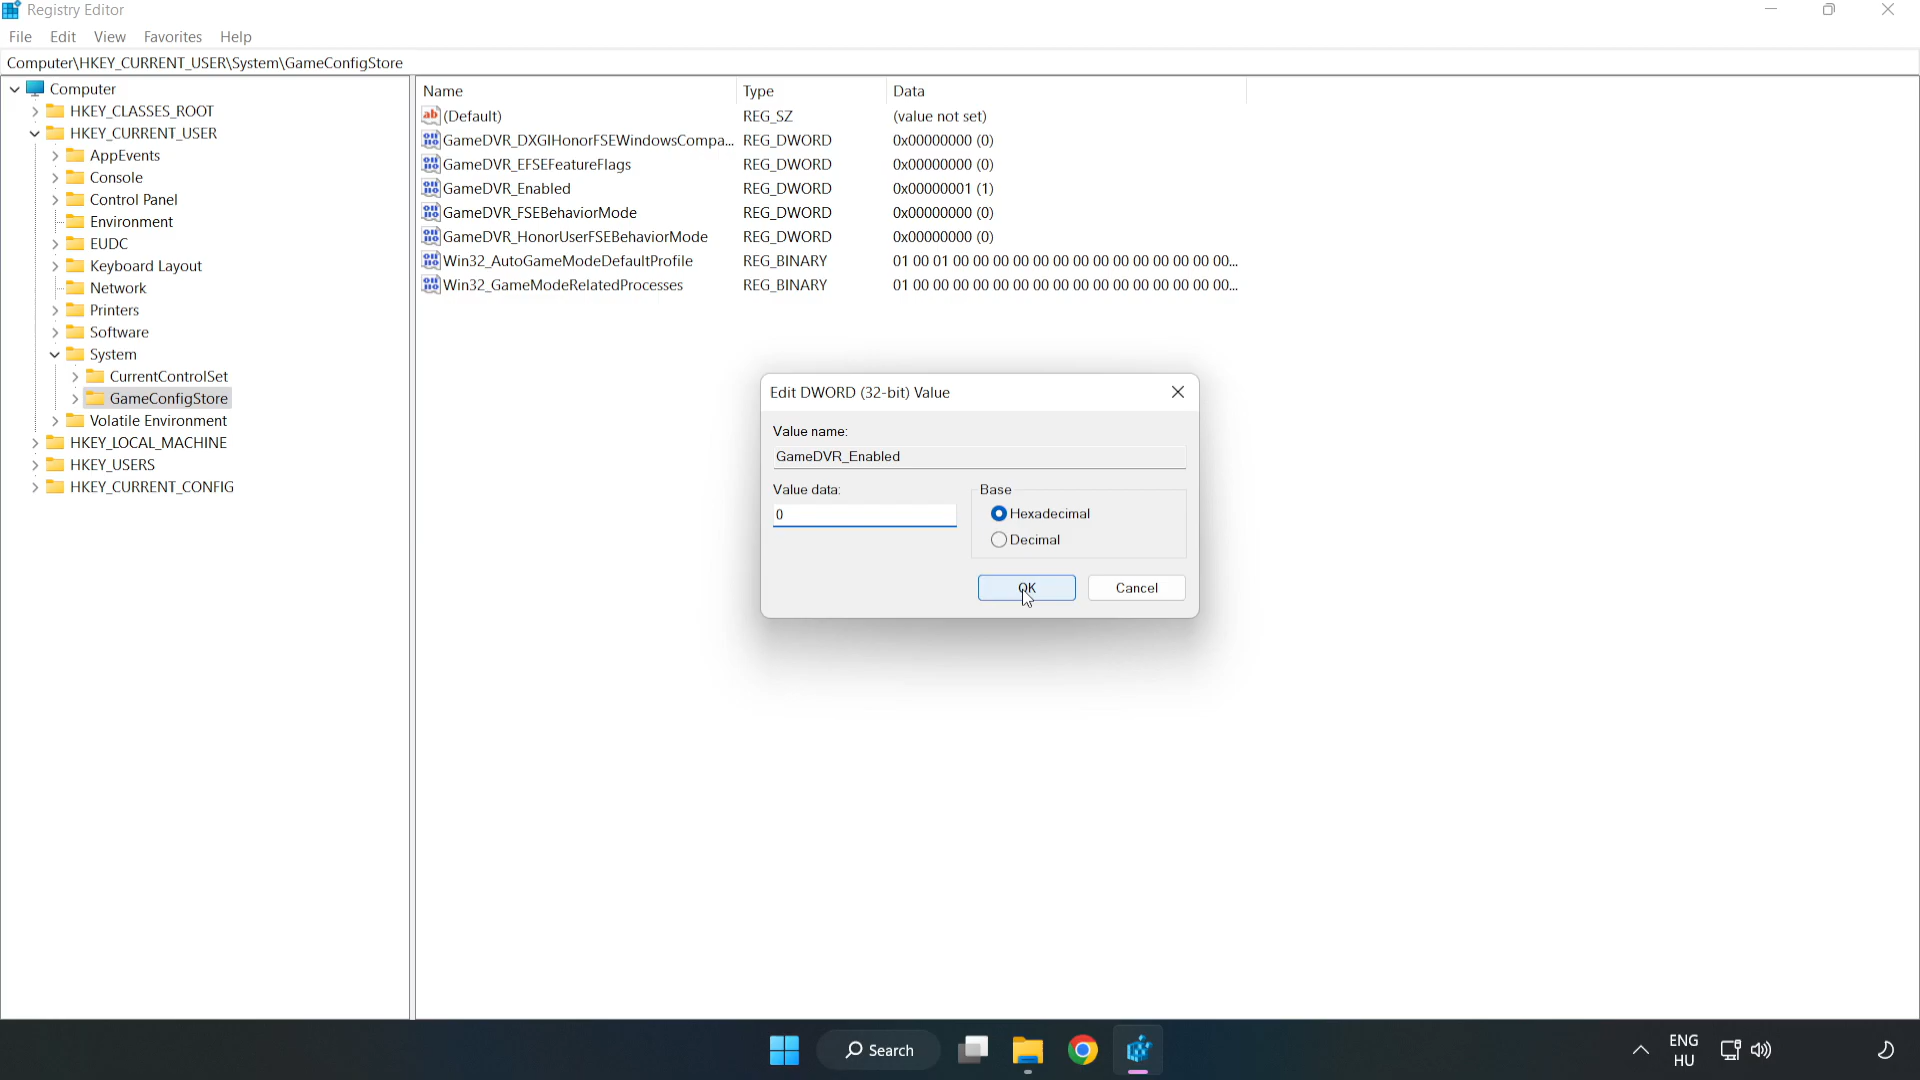 Registry Editor
File Edit View Favorites Help
Computer\HKEY_CURRENT_USER\System\GameConfigStore
Computer
HKEY_CLASSES_ROOT
HKEY_CURRENT_USER
AppEvents
Console
Control Panel
Environment
EUDC
Keyboard Layout
Network
Printers
Software
System
CurrentControlSet
GameConfigStore
Volatile Environment
HKEY_LOCAL_MACHINE
HKEY_USERS
HKEY_CURRENT_CONFIG
Name Type Data
ab (Default) REG_SZ (value not set)
GameDVR_DXGIHonorFSEWindowsCompa... REG_DWORD 0x00000000 (0)
GameDVR_EFSEFeatureFlags REG_DWORD 0x00000000 (0)
GameDVR_Enabled REG_DWORD 0x00000001 (1)
GameDVR_FSEBehaviorMode REG_DWORD 0x00000000 (0)
GameDVR_HonorUserFSEBehaviorMode REG_DWORD 0x00000000 (0)
Win32_AutoGameModeDefaultProfile REG_BINARY 01 00 01 00 00 00 00 00 00 00 00 00 00 00 00 00 00...
Win32_GameModeRelatedProcesses REG_BINARY 01 00 00 00 00 00 00 00 00 00 00 00 00 00 00 00 00...
Edit DWORD (32-bit) Value
Value name:
GameDVR_Enabled
Value data:
0
Base
Hexadecimal
Decimal
OK Cancel
Search
ENG
HU